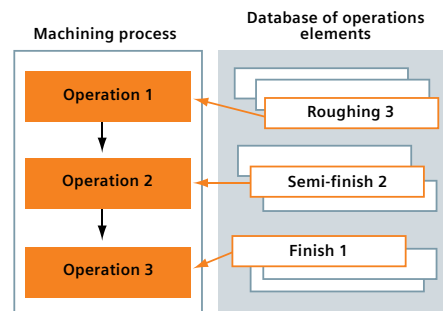 Machining process
Database of operations
elements
Operation 1
Roughing 3
Operation 2
Semi-finish 2
Finish 1
Operation 3